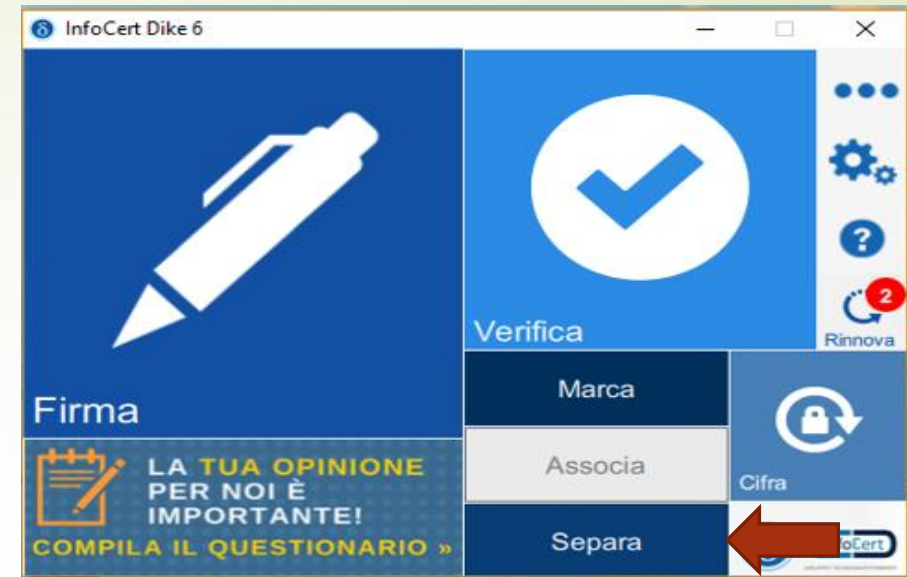 InfoCert Dike 6
Firma
Verifica
2
Rinnova
Marca
Associa
Separa
Cifra
LA TUA OPINIONE
PER NOI È
IMPORTANTE!
COMPILA IL QUESTIONARIO »